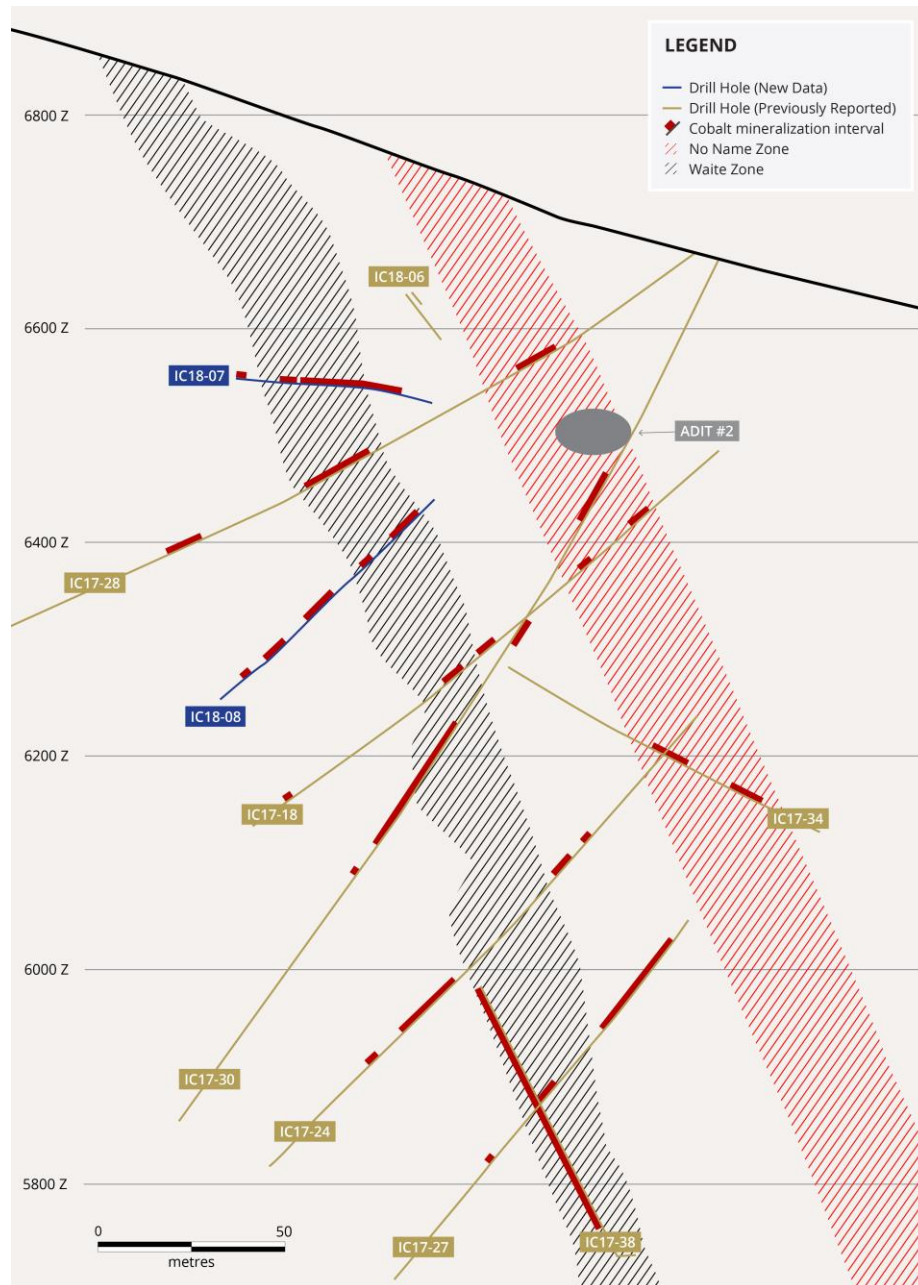 LEGEND
Drill Hole (New Data)
Drill Hole (Previously Reported)
Cobalt mineralization interval
No Name Zone
Waite Zone
6800 Z
IC18-06
6600 Z
IC18-07
ADIT #2
6400 Z
IC17-28
IC18-08
6200 Z
IC17-18
IC17-34
6000 Z
IC17-30
IC17-24
5800 Z
0 50
metres
IC17-27
IC17-38